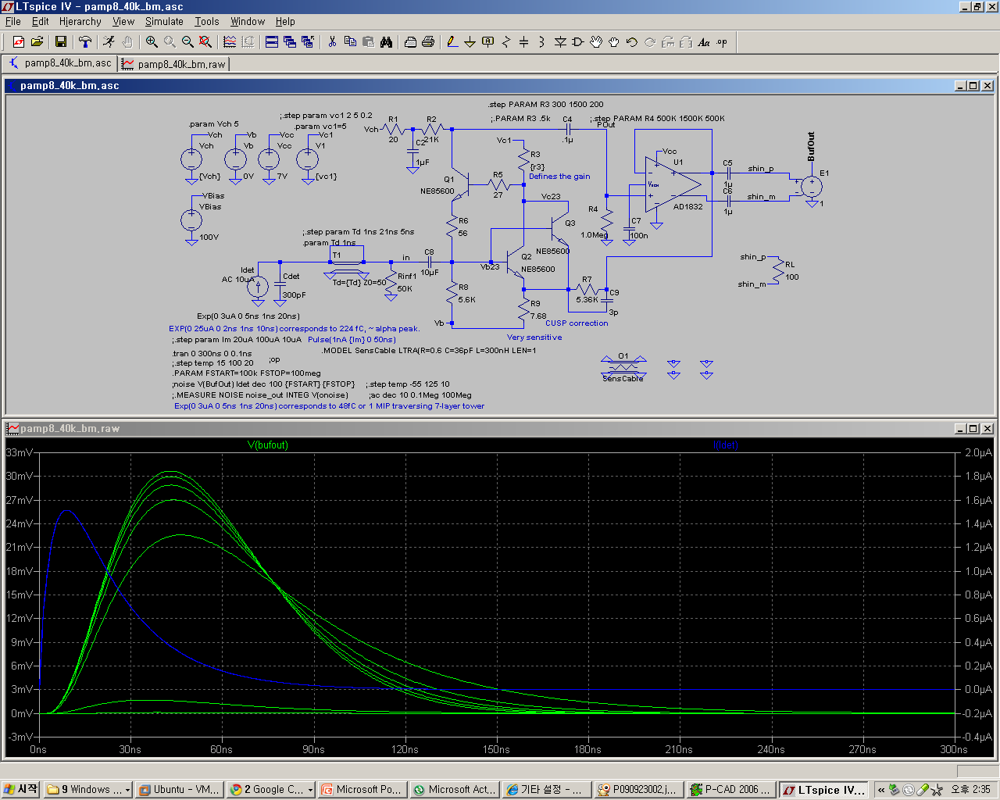 LTspice IV - pamp8_40k_bm.asc
File Edit Hierarchy View Simulate Tools Window Help
Aa .op
pamp8_40k_bm.asc
pamp8_40k_bm.raw
pamp8_40k_bm.asc
.step PARAM R3 300 1500 200
;.step param vc1 2 5 0.2
.param Vch 5
.param vc1=5
;.PARAM R3 .5k
;.step PARAM R4 500K 1500K 500K
Vch
Vch
{Vch}
Vb
Vb
0V
Vcc
Vcc
7V
Vc1
V1
{vc1}
VBias
VBias
100V
Vch
R1
20
R2
21K
C2
1µF
Q1
NE85600
R5
27
Vc1
R3
{r3}
Defines the gain
C4
.1µ
POut
Vcc
U1
AD1832
C5
1µ
C6
1µ
shin_p
shin_m
BufOut
E1
1
R4
1.0Meg
C7
100n
Vc23
Q3
NE85600
Q2
NE85600
Vb23
R6
56
R8
5.6K
Vb
R9
7.68
R7
5.36K
C9
3p
CUSP correction
Very sensitive
;.step param Td 1ns 21ns 5ns
.param Td 1ns
T1
Td={Td} Z0=50
in
C8
10µF
Rinf1
50K
Idet
AC 10uA
Cdet
300pF
shin_p
RL
100
shin_m
Exp(0 3uA 0 5ns 1ns 20ns)
EXP(0 25uA 0 2ns 1ns 10ns) corresponds to 224 fC, ~ alpha peak.
;.step param Im 20uA 100uA 10uA Pulse(1nA {Im} 0 50ns)
.MODEL SensCable LTRA(R=0.6 C=36pF L=300nH LEN=1
.tran 0 300ns 0 0.1ns
;op
;.step temp 15 100 20
.PARAM FSTART=100k FSTOP=100meg
;noise V(BufOut) Idet dec 100 {FSTART} {FSTOP} ;.step temp -55 125 10
;.MEASURE NOISE noise_out INTEG V(onoise) ;ac dec 10 0.1Meg 100Meg
Exp(0 3uA 0 5ns 1ns 20ns) corresponds to 48fC or 1 MIP traversing 7-layer tower
O1
SensCable
pamp8_40k_bm.raw
V(bufout) I(Idet)
33mV 2.0µA
30mV 1.8µA
27mV 1.6µA
24mV 1.4µA
21mV 1.2µA
18mV 1.0µA
15mV 0.8µA
12mV 0.6µA
9mV 0.4µA
6mV 0.2µA
3mV 0.0µA
0mV -0.2µA
-3mV -0.4µA
0ns 30ns 60ns 90ns 120ns 150ns 180ns 210ns 240ns 270ns 300ns
시작 9 Windows ... Ubuntu - VM... 2 Google C... Microsoft Po... Microsoft Act... 기타 설정 - ... P090923002.j... P-CAD 2006 ... LTspice IV... « 오후 2:35